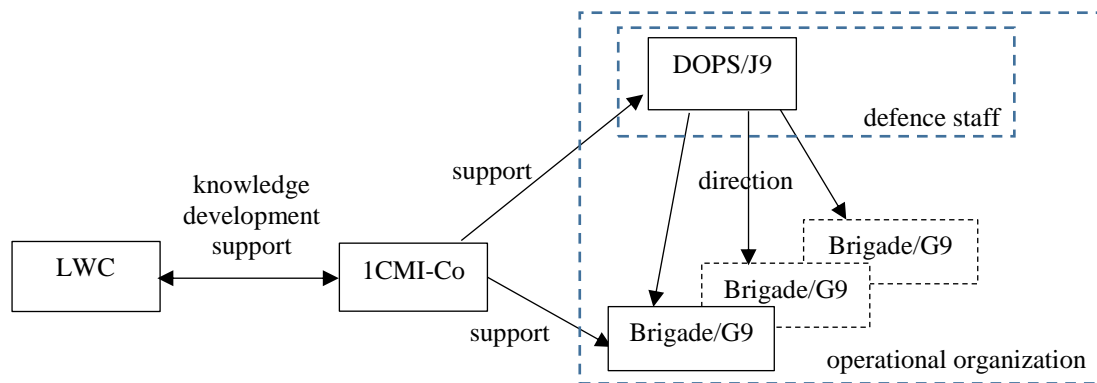 DOPS/J9
defence staff
support
direction
knowledge
development
support
Brigade/G9
LWC
1CMI-Co
Brigade/G9
support
Brigade/G9
operational organization